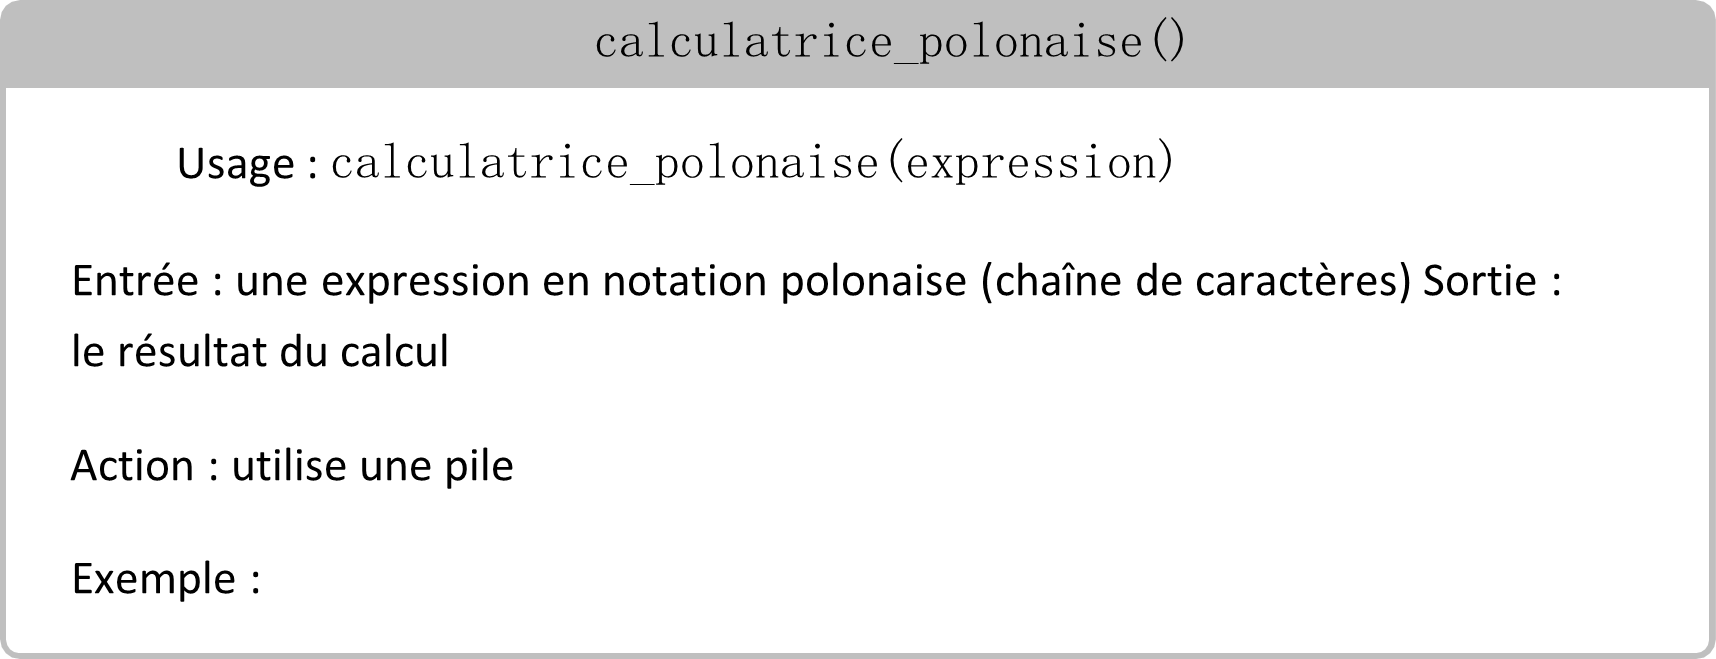 calculatrice_polonaise()
Usage : calculatrice_polonaise(expression)
Entrée : une expression en notation polonaise (chaîne de caractères) Sortie :
le résultat du calcul
Action : utilise une pile
Exemple :